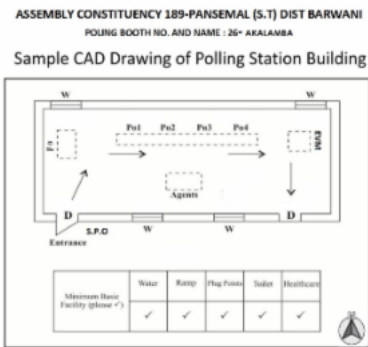 ASSEMBLY CONSTITUENCY 189-PANSEMAL (S.T) DIST BARWANI
POLING BOOTH NO. AND NAME : 26- AKALAMBA
Sample CAD Drawing of Polling Station Building
W W
Po1 Po2 Po3 Po4
Po
EVM
Agents
D D
S.P.O W W
Entrance
Minimum Basic
Facility (please ✓)
Water Ramp Plug Points Toilet Healthcare
✓ ✓ ✓ ✓ ✓